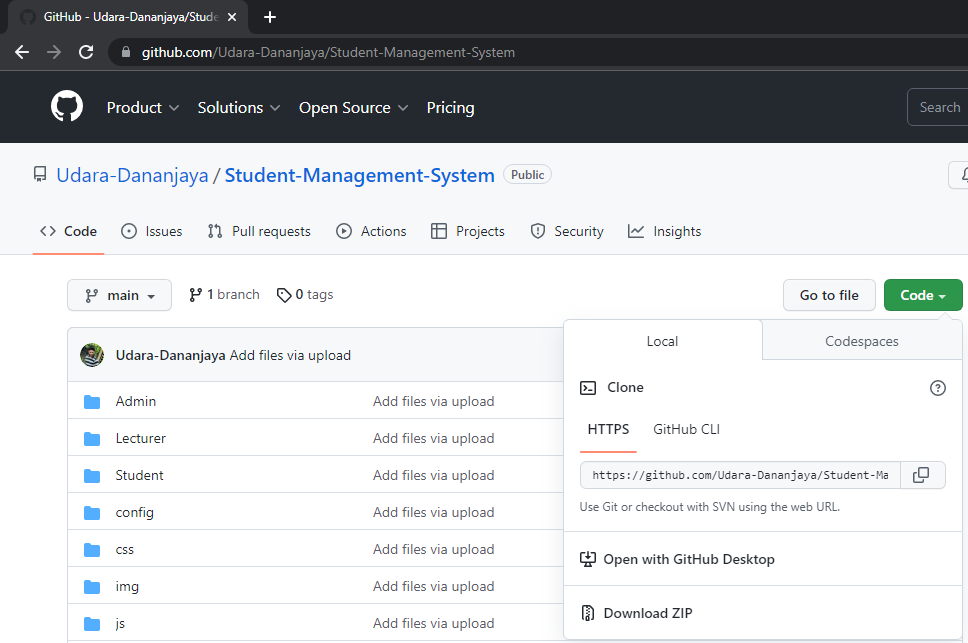 GitHub - Udara-Dananjaya/Stude
github.com/Udara-Dananjaya/Student-Management-System
Product Solutions Open Source Pricing Search
Udara-Dananjaya / Student-Management-System Public
Code Issues Pull requests Actions Projects Security Insights
main 1 branch 0 tags Go to file Code
Udara-Dananjaya Add files via upload
Admin Add files via upload
Lecturer Add files via upload
Student Add files via upload
config Add files via upload
css Add files via upload
img Add files via upload
js Add files via upload
Local Codespaces
Clone
HTTPS GitHub CLI
https://github.com/Udara-Dananjaya/Student-Ma
Use Git or checkout with SVN using the web URL.
Open with GitHub Desktop
Download ZIP